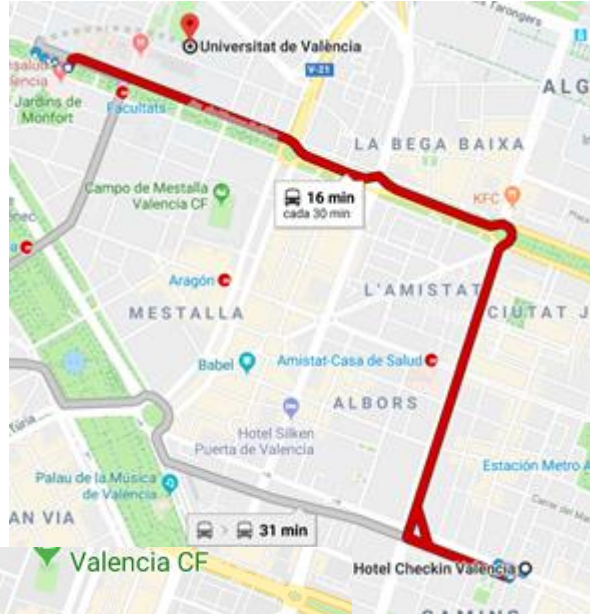 Tarongers
Universitat de València
V-21
ALG
Jardins de
Monfort
Facultats
LA BEGA BAIXA
Campo de Mestalla
Valencia CF
16 min
cada 30 min
KFC
Aragón
L'AMISTAT
MESTALLA
CIUTAT J
Babel
Amistat-Casa de Salud
ALBORS
Hotel Silken
Puerta de Valencia
Estación Metro A
Palau de la Música
de València
AN VIA
31 min
Valencia CF
Hotel Checkin Valencia